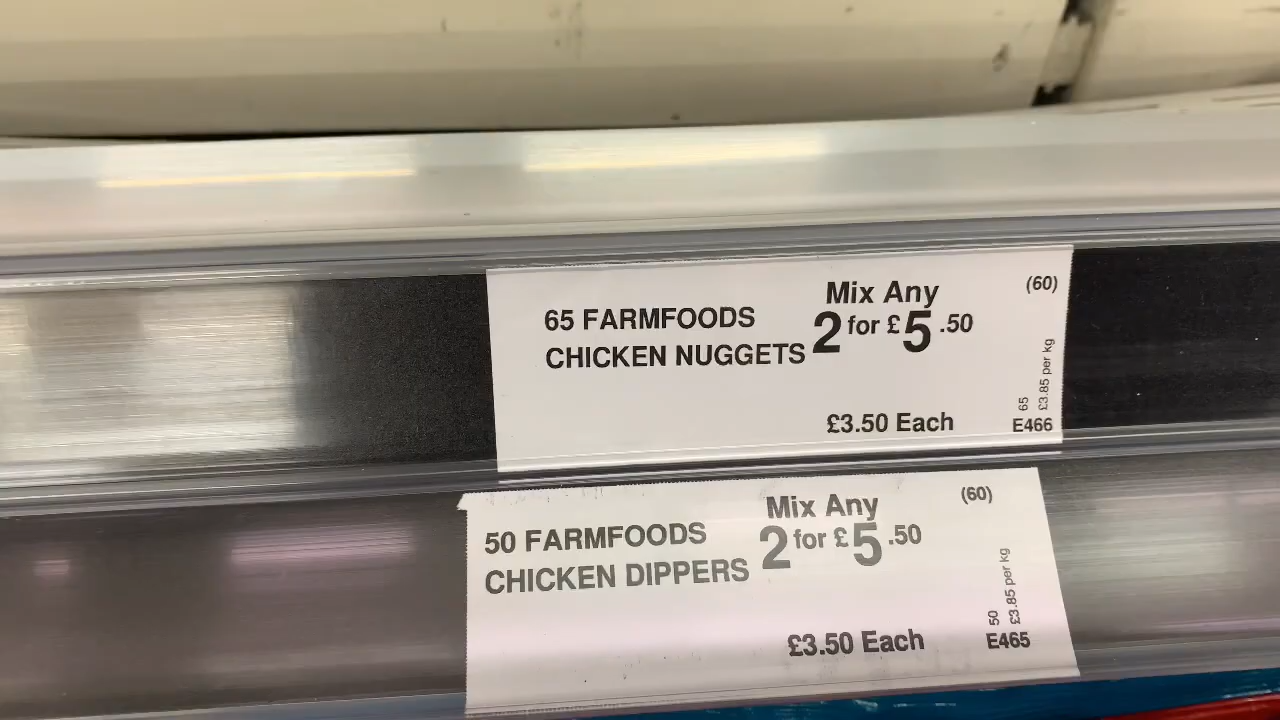 65 FARMFOODS
CHICKEN NUGGETS
Mix Any
2 for £5.50
£3.50 Each
(60)
65
£3.85 per kg
E466
50 FARMFOODS
CHICKEN DIPPERS
Mix Any
2 for £5.50
£3.50 Each
(60)
50
£3.85 per kg
E465